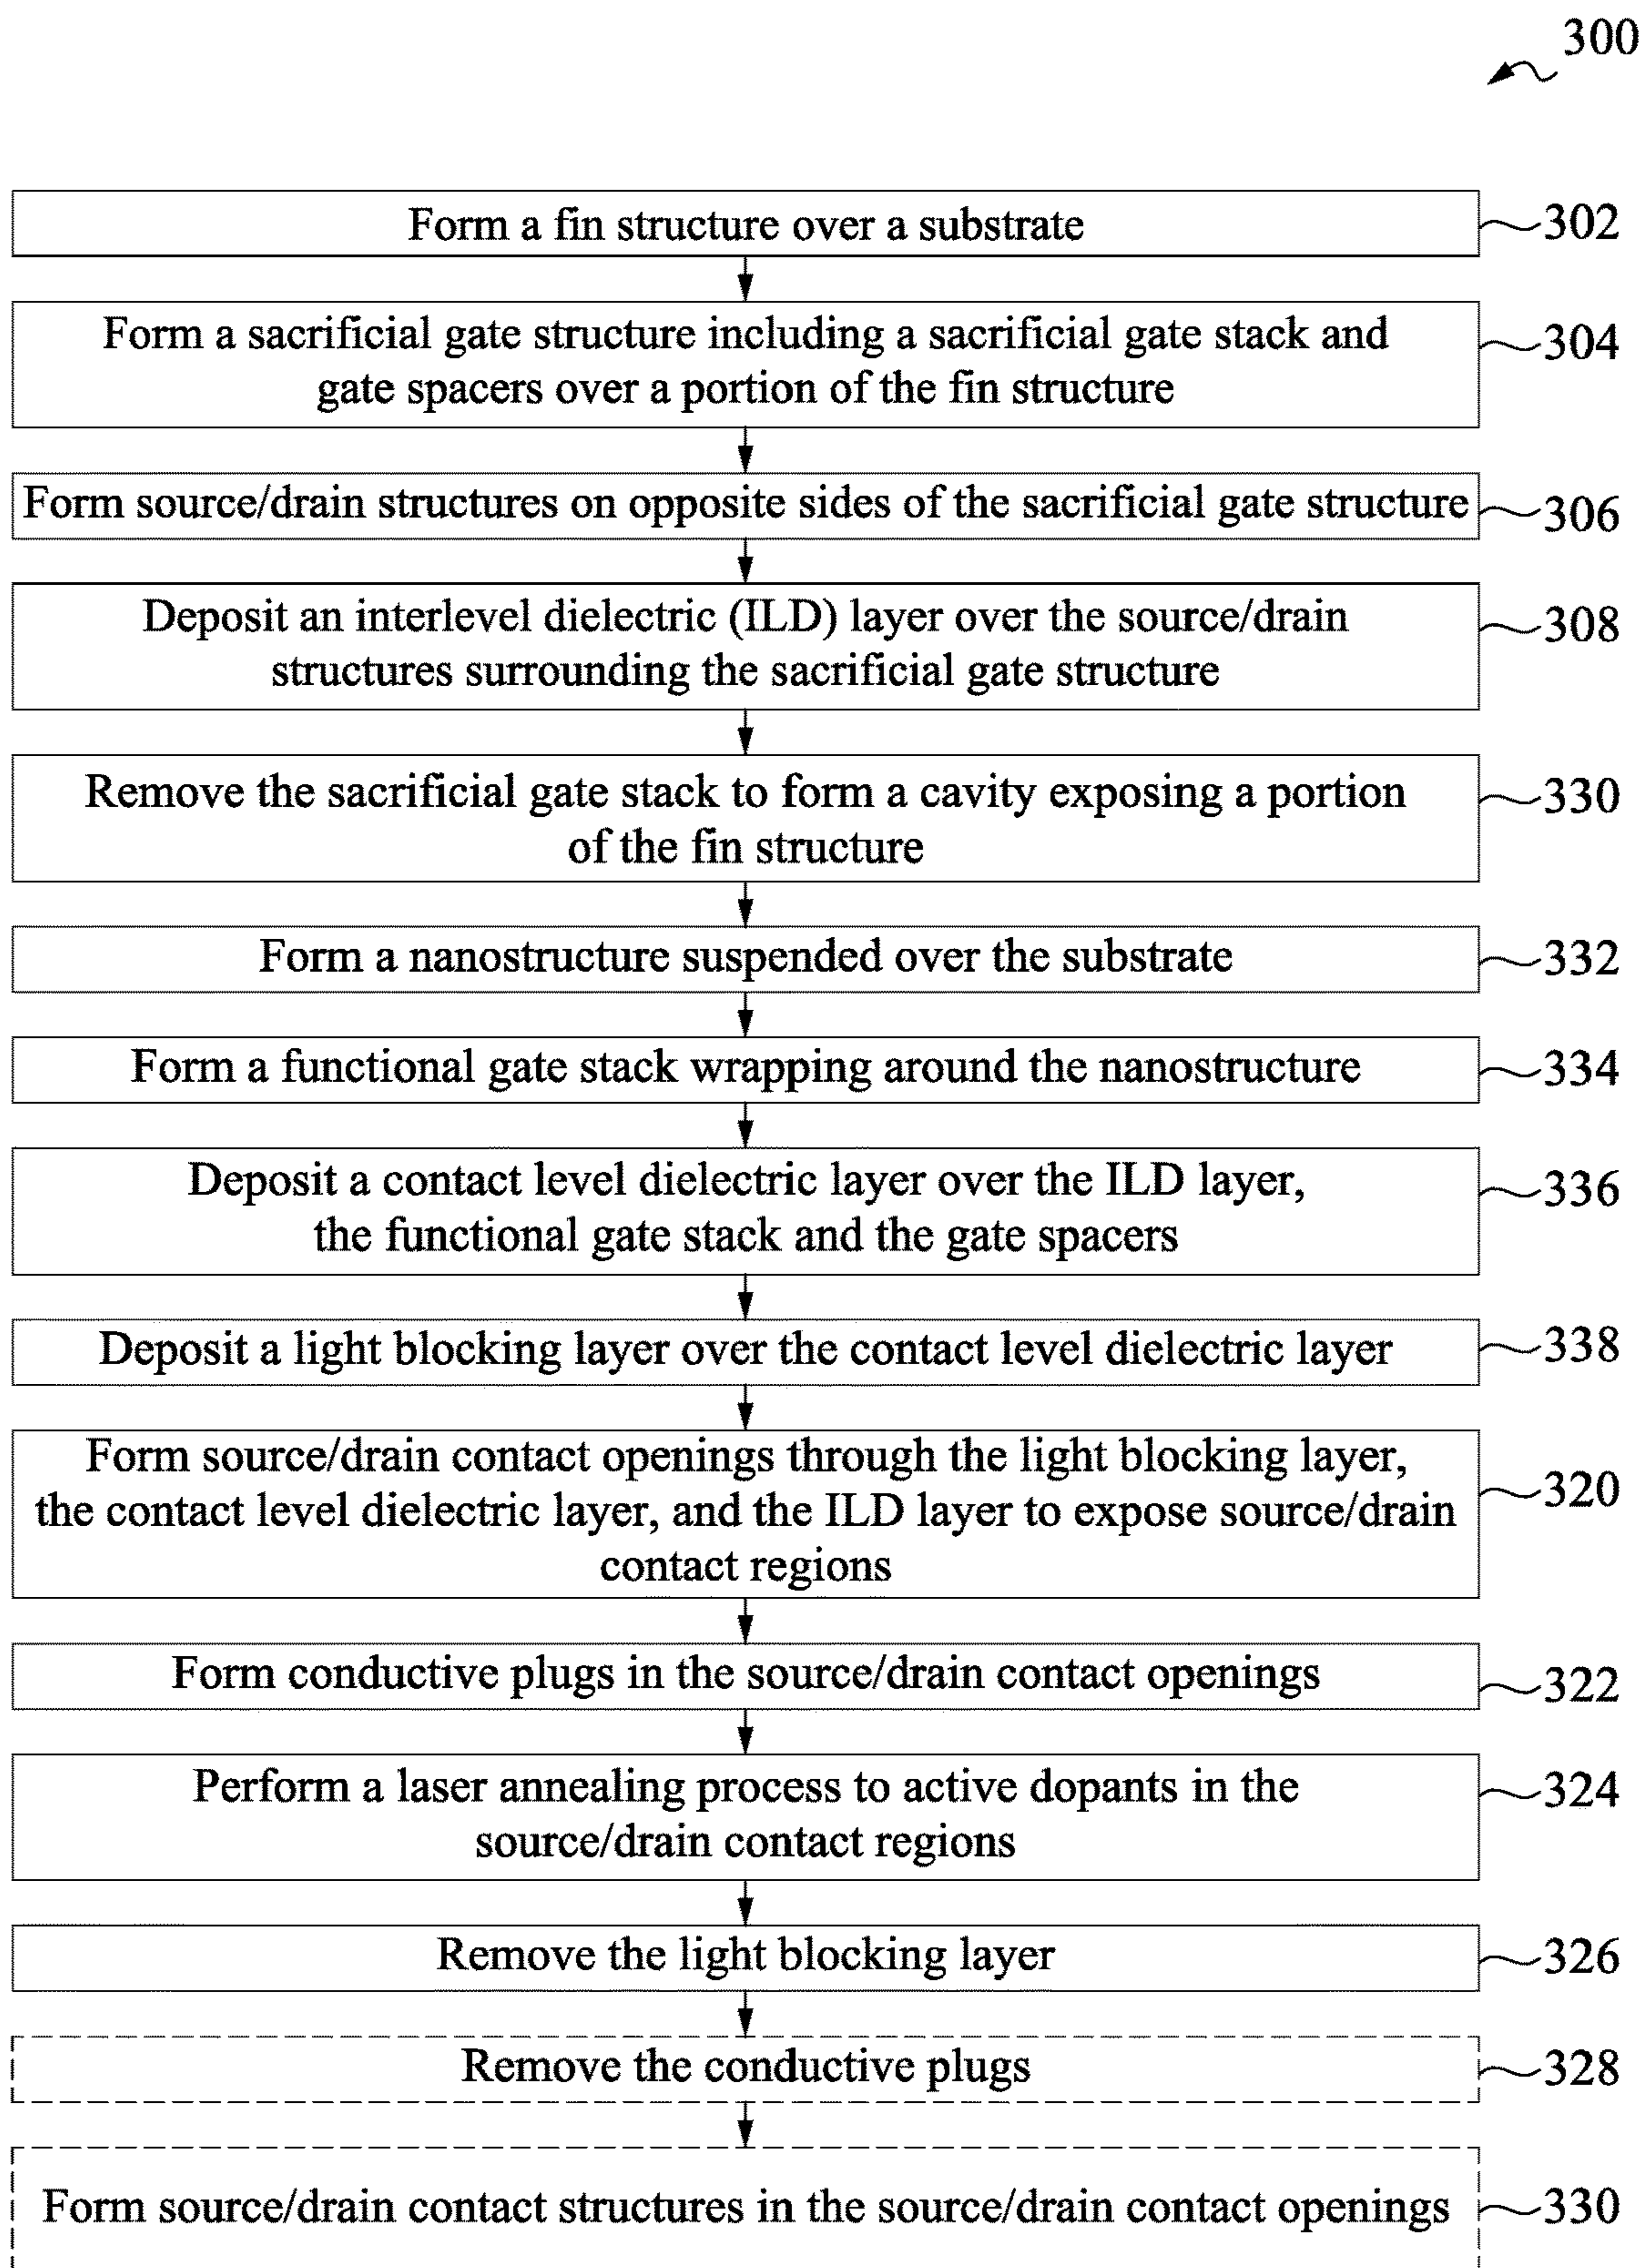 300
Form a fin structure over a substrate
302
Form a sacrificial gate structure including a sacrificial gate stack and
gate spacers over a portion of the fin structure
304
Form source/drain structures on opposite sides of the sacrificial gate structure
306
Deposit an interlevel dielectric (ILD) layer over the source/drain
structures surrounding the sacrificial gate structure
308
Remove the sacrificial gate stack to form a cavity exposing a portion
of the fin structure
330
Form a nanostructure suspended over the substrate
332
Form a functional gate stack wrapping around the nanostructure
334
Deposit a contact level dielectric layer over the ILD layer,
the functional gate stack and the gate spacers
336
Deposit a light blocking layer over the contact level dielectric layer
338
Form source/drain contact openings through the light blocking layer,
the contact level dielectric layer, and the ILD layer to expose source/drain
contact regions
320
Form conductive plugs in the source/drain contact openings
322
Perform a laser annealing process to active dopants in the
source/drain contact regions
324
Remove the light blocking layer
326
Remove the conductive plugs
328
Form source/drain contact structures in the source/drain contact openings
330